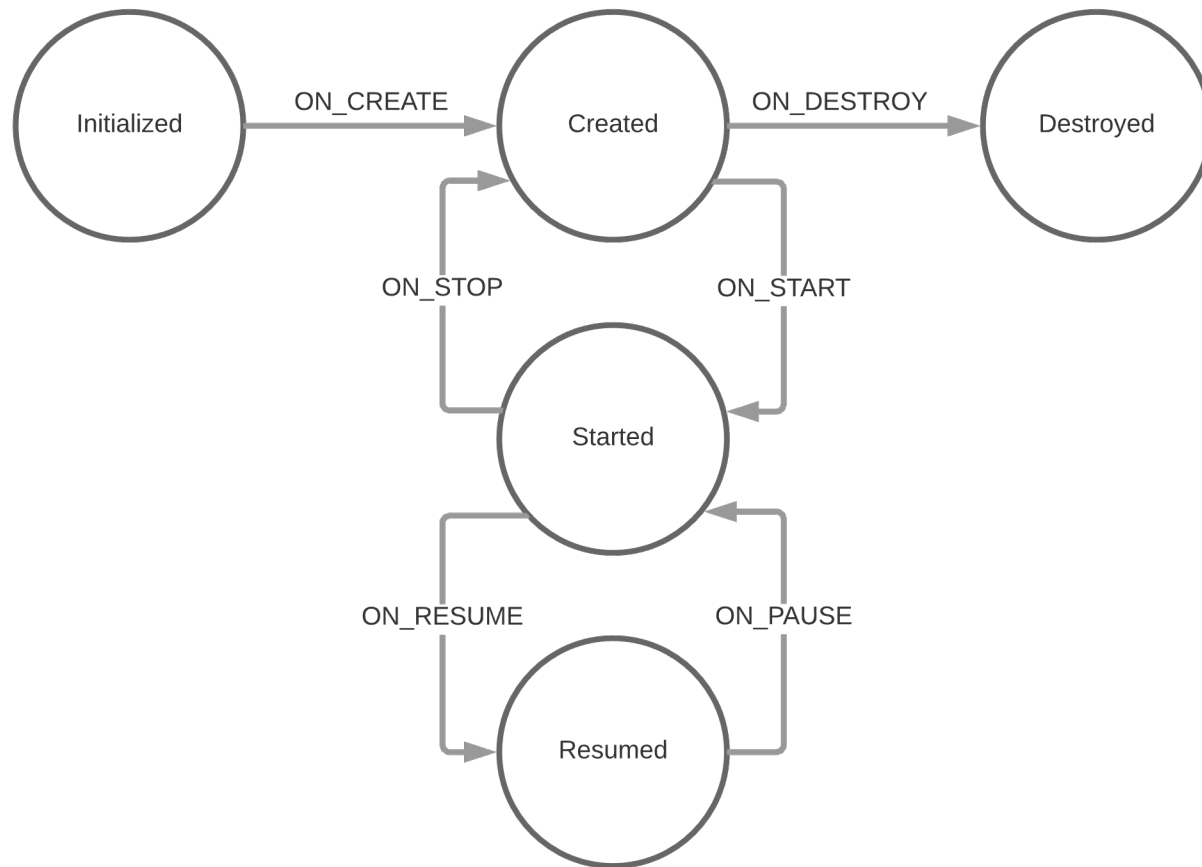 ON_CREATE
ON_DESTROY
Initialized
Created
Destroyed
ON_STOP
ON_START
Started
ON_RESUME
ON_PAUSE
Resumed